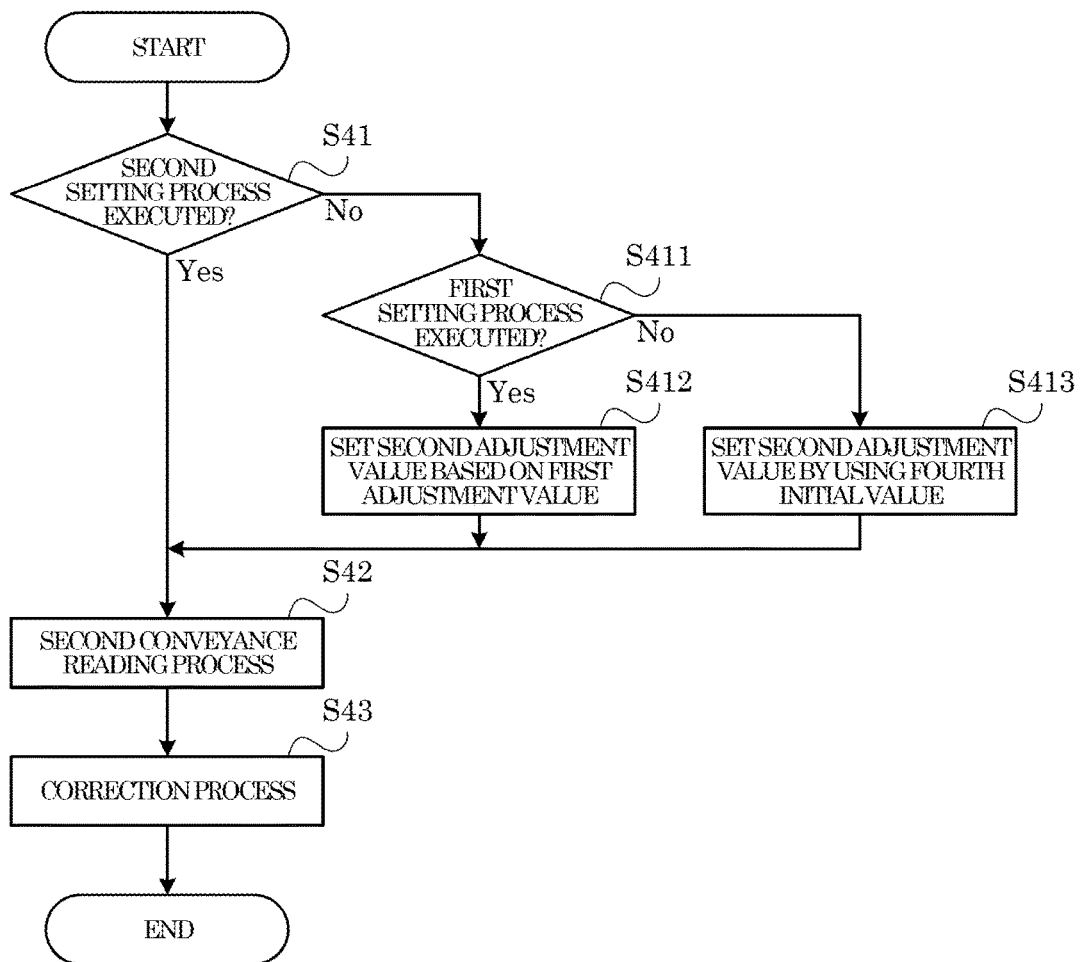 START
S41
SECOND
SETTING PROCESS
EXECUTED?
No
Yes
S411
FIRST
SETTING PROCESS
EXECUTED?
No
Yes
S412
SET SECOND ADJUSTMENT
VALUE BASED ON FIRST
ADJUSTMENT VALUE
S413
SET SECOND ADJUSTMENT
VALUE BY USING FOURTH
INITIAL VALUE
S42
SECOND CONVEYANCE
READING PROCESS
S43
CORRECTION PROCESS
END